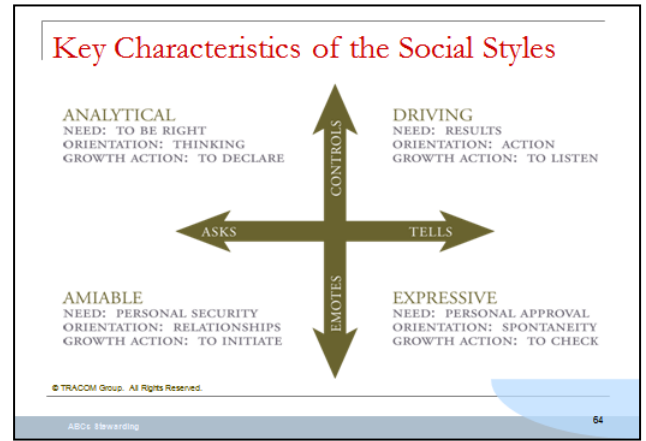 Key Characteristics of the Social Styles
ANALYTICAL
NEED: TO BE RIGHT
ORIENTATION: THINKING
GROWTH ACTION: TO DECLARE
DRIVING
NEED: RESULTS
ORIENTATION: ACTION
GROWTH ACTION: TO LISTEN
CONTROLS
ASKS
TELLS
EMOTES
AMIABLE
NEED: PERSONAL SECURITY
ORIENTATION: RELATIONSHIPS
GROWTH ACTION: TO INITIATE
EXPRESSIVE
NEED: PERSONAL APPROVAL
ORIENTATION: SPONTANEITY
GROWTH ACTION: TO CHECK
© TRACOM Group. All Rights Reserved.
ABCs Stewarding
64